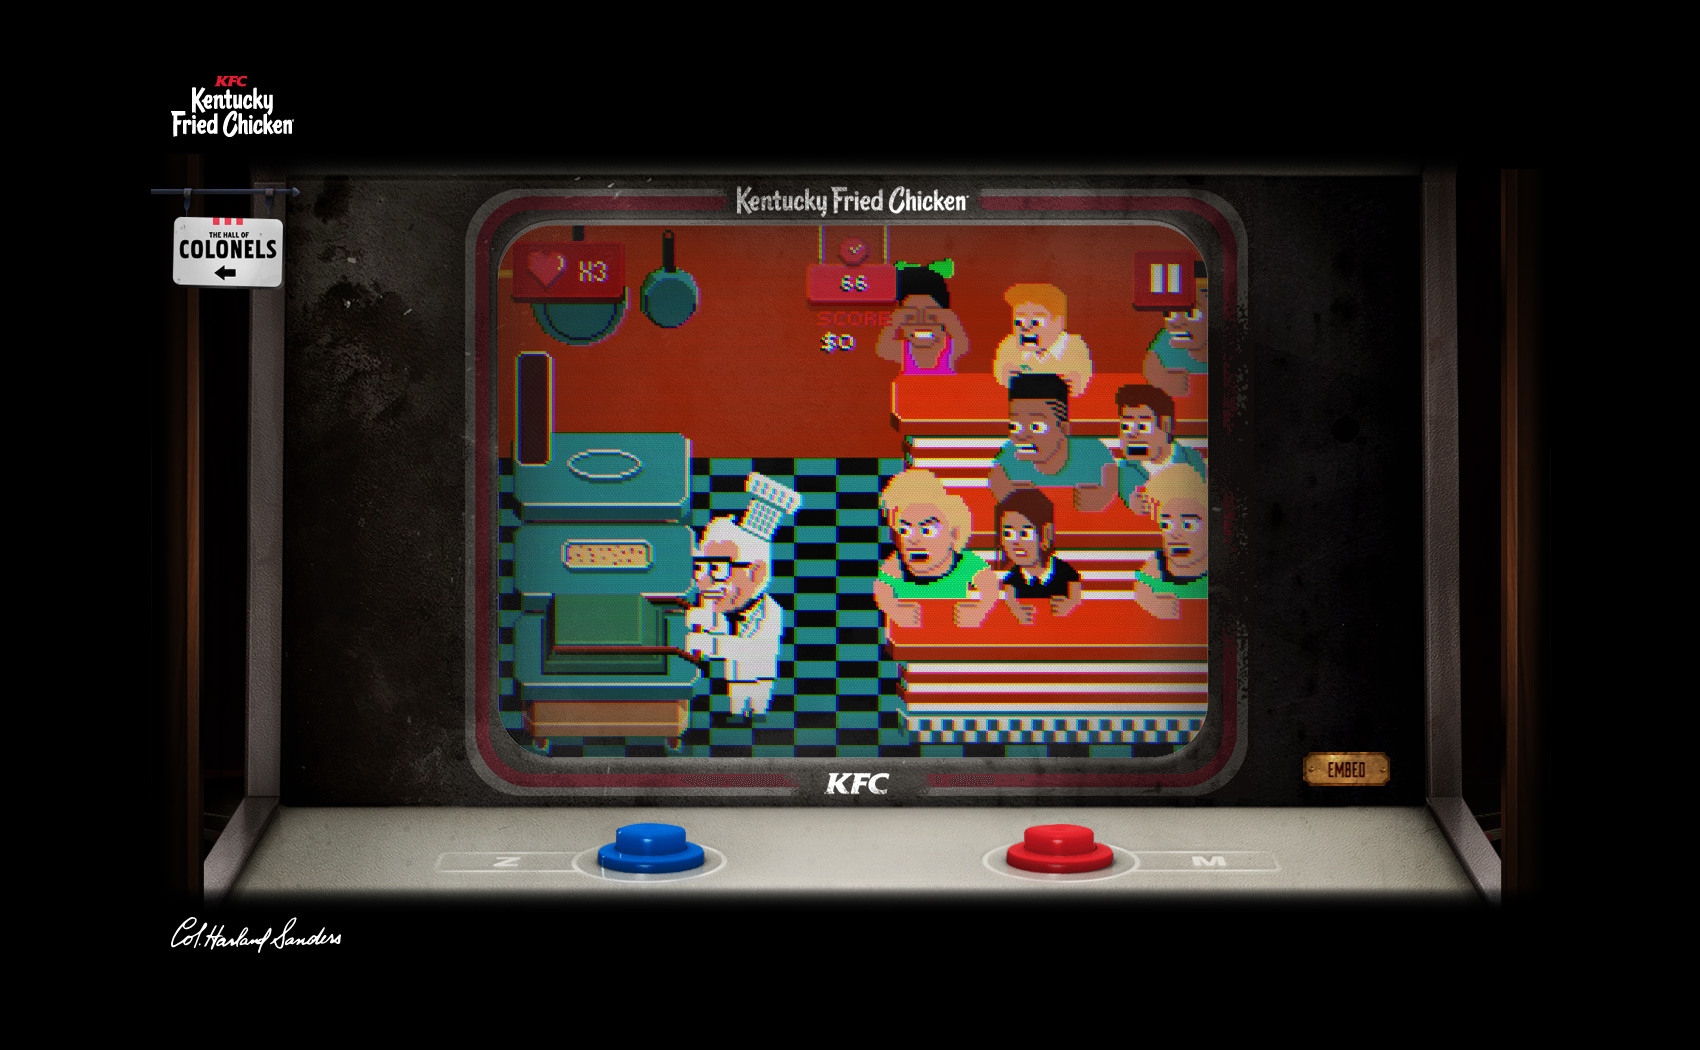 KFC
Kentucky
Fried Chicken
THE HALL OF
COLONELS
Kentucky Fried Chicken
X3
66
SCORE
$0
KFC
EMBED
Z
M
Col. Harland Sanders